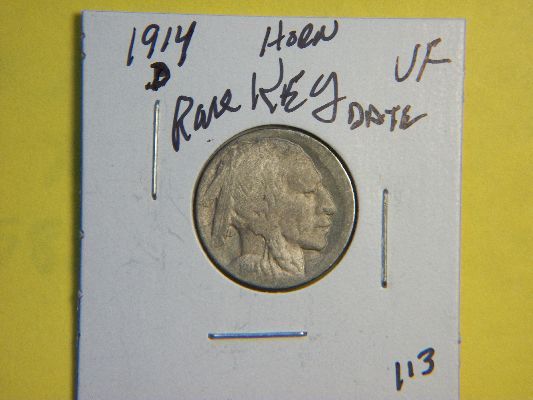 1914 HORN
D VF
Rare KEY DATE
113